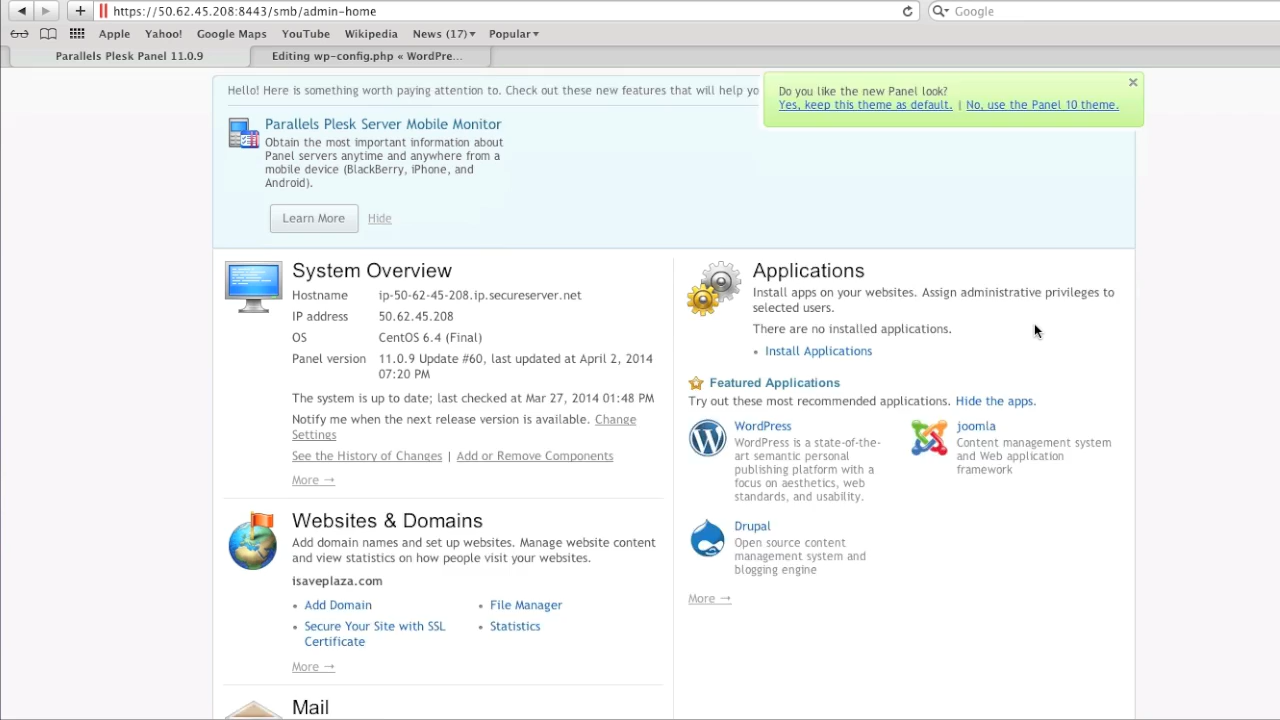 https://50.62.45.208:8443/smb/admin-home
Google
Apple Yahoo! Google Maps YouTube Wikipedia News (17)▾ Popular▾
Parallels Plesk Panel 11.0.9
Editing wp-config.php « WordPre...
Hello! Here is something worth paying attention to. Check out these new features that will help yo
Do you like the new Panel look?
Yes, keep this theme as default. | No, use the Panel 10 theme.
Parallels Plesk Server Mobile Monitor
Obtain the most important information about
Panel servers anytime and anywhere from a
mobile device (BlackBerry, iPhone, and
Android).
Learn More Hide
System Overview
Hostname ip-50-62-45-208.ip.secureserver.net
IP address 50.62.45.208
OS CentOS 6.4 (Final)
Panel version 11.0.9 Update #60, last updated at April 2, 2014
07:20 PM
The system is up to date; last checked at Mar 27, 2014 01:48 PM
Notify me when the next release version is available. Change
Settings
See the History of Changes | Add or Remove Components
More →
Websites & Domains
Add domain names and set up websites. Manage website content
and view statistics on how people visit your websites.
isaveplaza.com
• Add Domain
• File Manager
• Secure Your Site with SSL
Certificate
• Statistics
More →
Mail
Applications
Install apps on your websites. Assign administrative privileges to
selected users.
There are no installed applications.
• Install Applications
Featured Applications
Try out these most recommended applications. Hide the apps.
WordPress
WordPress is a state-of-the-
art semantic personal
publishing platform with a
focus on aesthetics, web
standards, and usability.
joomla
Content management system
and Web application
framework
Drupal
Open source content
management system and
blogging engine
More →